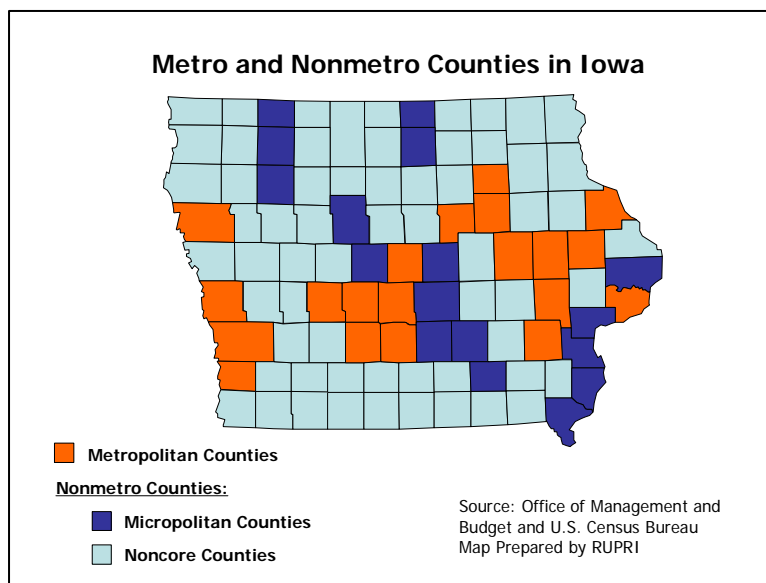 Metro and Nonmetro Counties in Iowa
Metropolitan Counties
Nonmetro Counties:
Micropolitan Counties
Noncore Counties
Source: Office of Management and
Budget and U.S. Census Bureau
Map Prepared by RUPRI